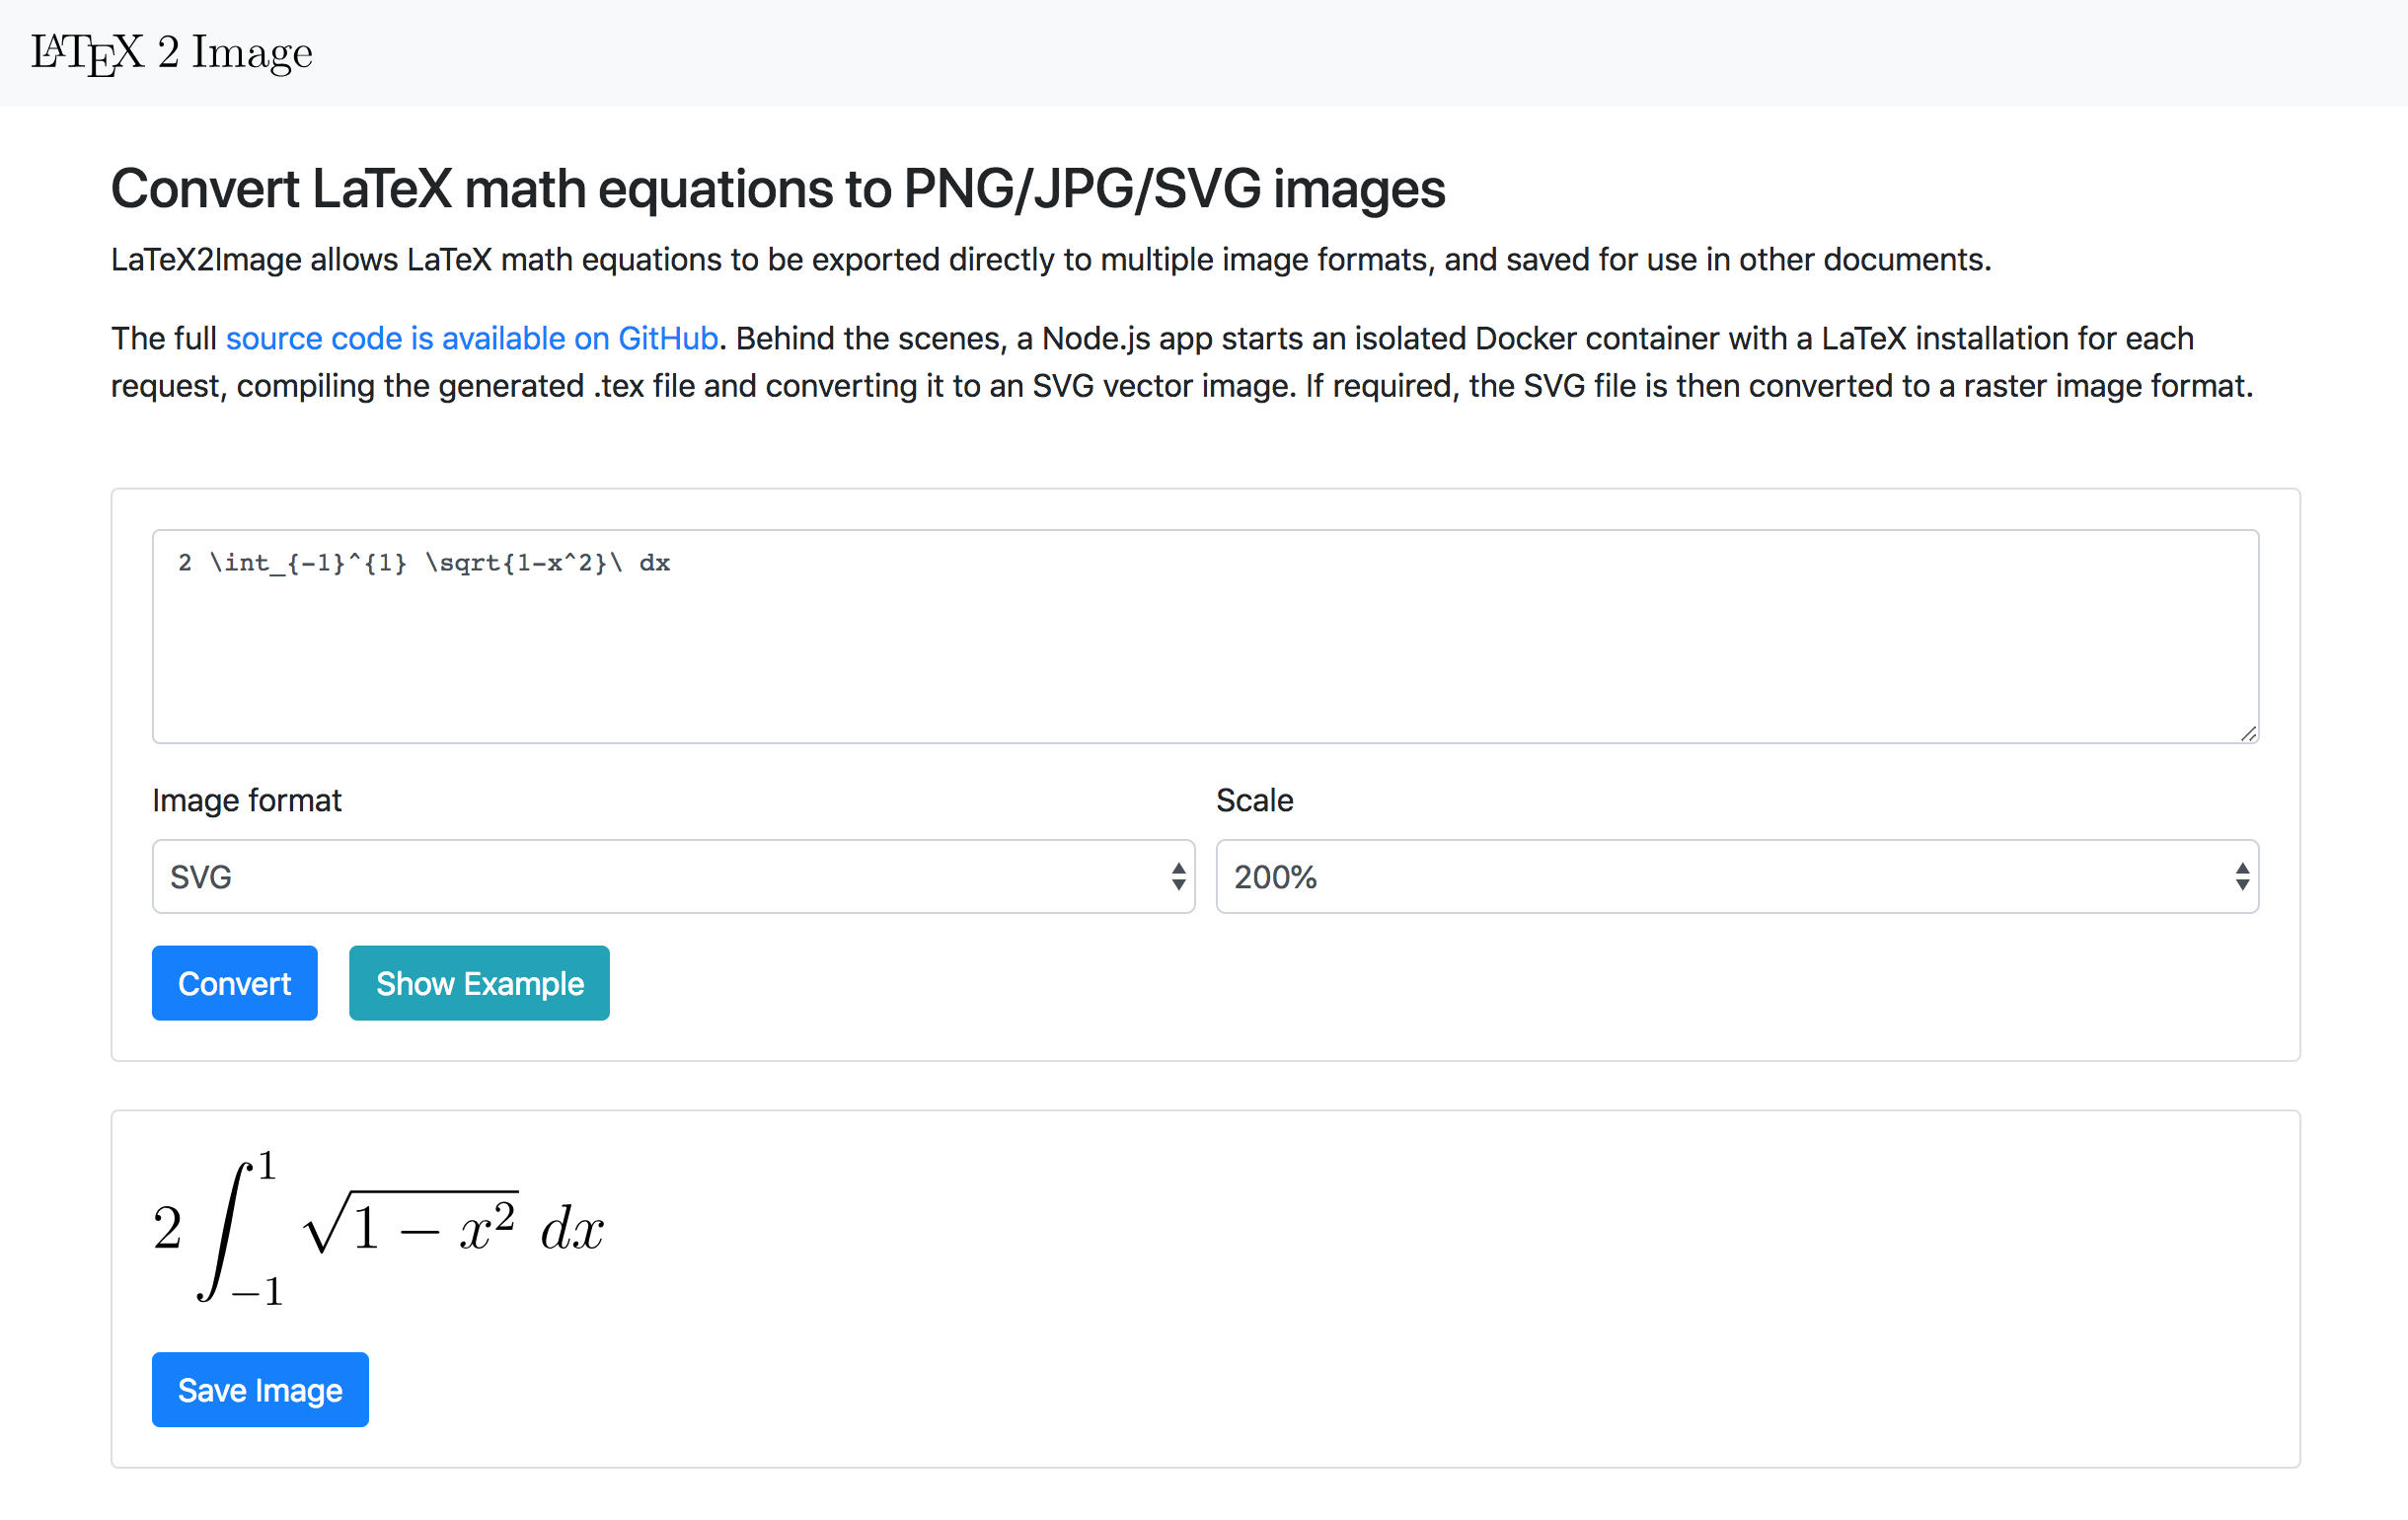 LATEX 2 Image
Convert LaTeX math equations to PNG/JPG/SVG images
LaTeX2Image allows LaTeX math equations to be exported directly to multiple image formats, and saved for use in other documents.
The full source code is available on GitHub. Behind the scenes, a Node.js app starts an isolated Docker container with a LaTeX installation for each
request, compiling the generated .tex file and converting it to an SVG vector image. If required, the SVG file is then converted to a raster image format.
2 \int_{-1}^{1} \sqrt{1-x^2}\ dx
Image format Scale
SVG 200%
Convert Show Example
2 ∫_{−1}^{1} √(1 − x²) dx
Save Image